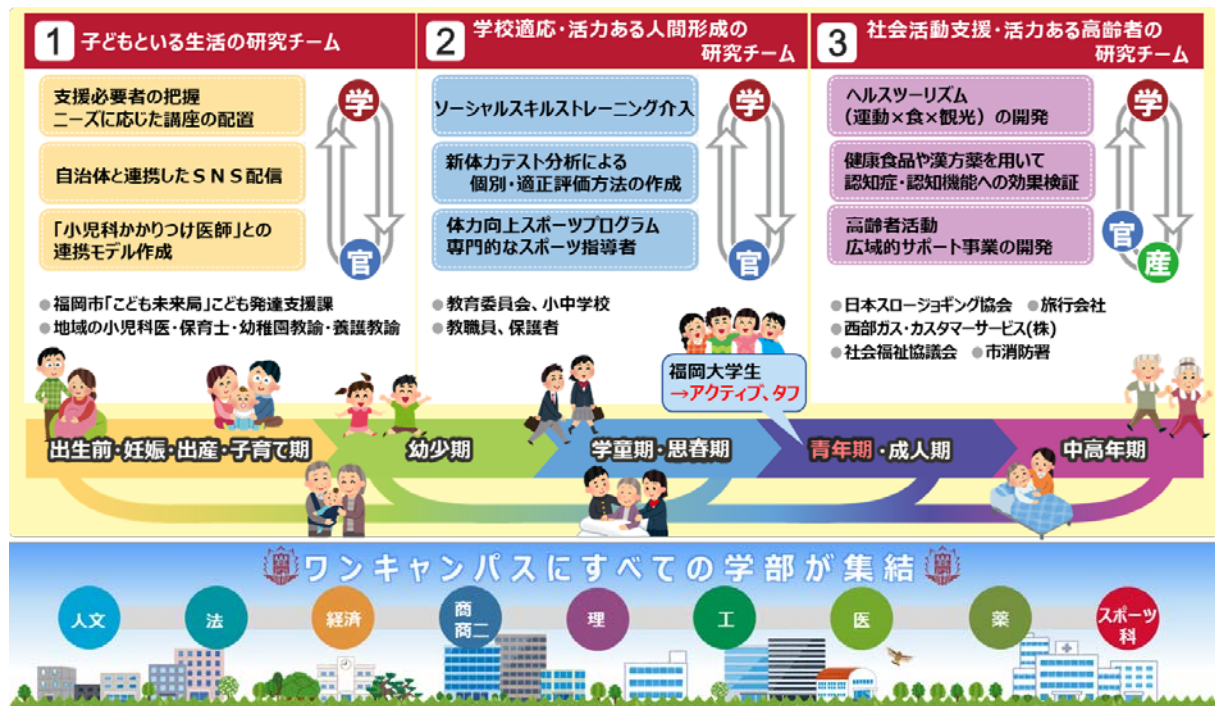 1 子どもといる生活の研究チーム
支援必要者の把握
ニーズに応じた講座の配置
自治体と連携したＳＮＳ配信
「小児科かかりつけ医師」との
連携モデル作成
学
官
●福岡市「こども未来局」こども発達支援課
●地域の小児科医・保育士・幼稚園教諭・養護教諭
2 学校適応・活力ある人間形成の
研究チーム
ソーシャルスキルストレーニング介入
新体力テスト分析による
個別・適正評価方法の作成
体力向上スポーツプログラム
専門的なスポーツ指導者
学
官
●教育委員会、小中学校
●教職員、保護者
3 社会活動支援・活力ある高齢者の
研究チーム
ヘルスツーリズム
（運動×食×観光）の開発
健康食品や漢方薬を用いて
認知症・認知機能への効果検証
高齢者活動
広域的サポート事業の開発
学
官
産
●日本スロージョギング協会 ●旅行会社
●西部ガス・カスタマーサービス(株)
●社会福祉協議会 ●市消防署
福岡大学生
→アクティブ、タフ
出生前・妊娠・出産・子育て期
幼少期
学童期・思春期
青年期・成人期
中高年期
ワンキャンパスにすべての学部が集結
人文
法
経済
商
商二
理
工
医
薬
スポーツ
科